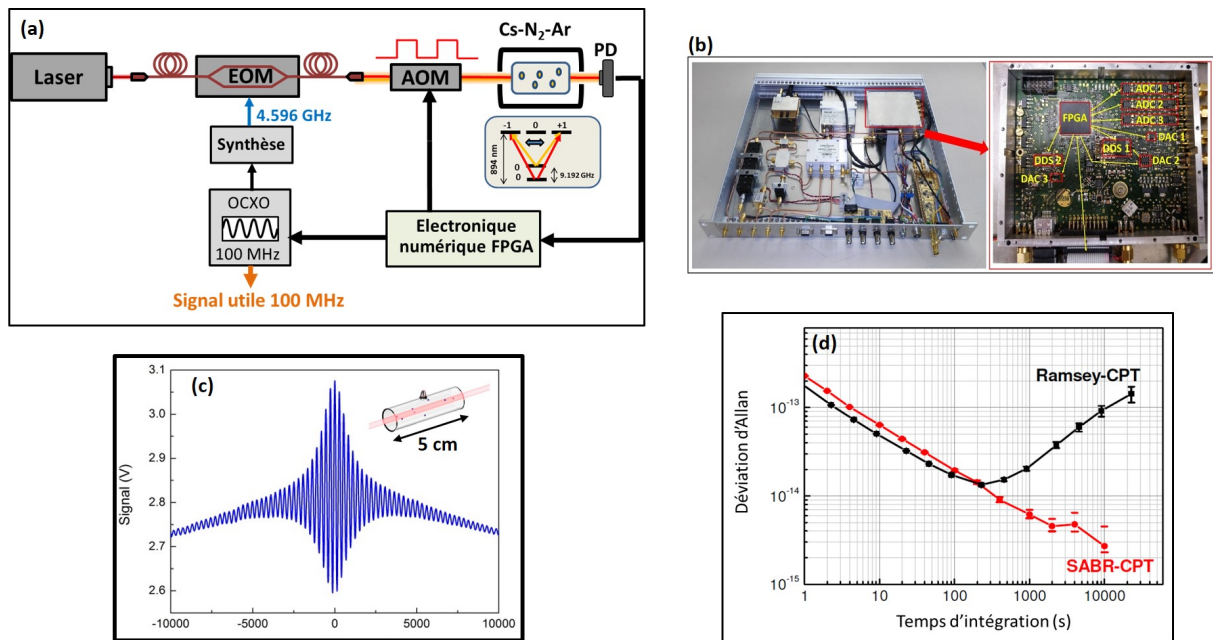 (a)
Cs-N₂-Ar
PD
Laser
EOM
AOM
4.596 GHz
-1 0 +1
894 nm
0
0
9.192 GHz
Synthèse
OCXO
100 MHz
Electronique
numérique FPGA
Signal utile 100 MHz
(b)
FPGA
ADC 1
ADC 2
ADC 3
DAC 1
DDS 1
DAC 2
DDS 2
DAC 3
(c)
3.1
3.0
2.9
2.8
2.7
2.6
Signal (V)
5 cm
-10000 -5000 0 5000 10000
(d)
Ramsey-CPT
SABR-CPT
10⁻¹³
10⁻¹⁴
10⁻¹⁵
Déviation d'Allan
1 10 100 1000 10000
Temps d'intégration (s)